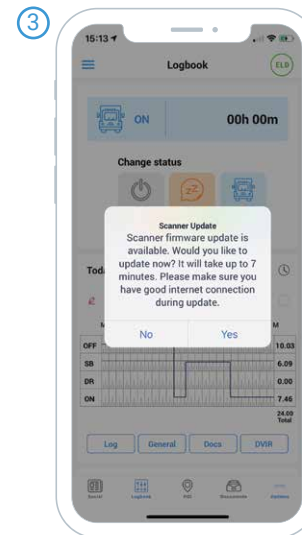 3
15:13
Logbook
ELD
ON
00h 00m
Change status
zZ
Scanner Update
Scanner firmware update is
available. Would you like to
update now? It will take up to 7
minutes. Please make sure you
have good internet connection
during update.
No
Yes
M
M
OFF
10.03
SB
6.09
DR
0.00
ON
7.46
24.00
Total
Log
General
Docs
DVIR
Logbook
Documents